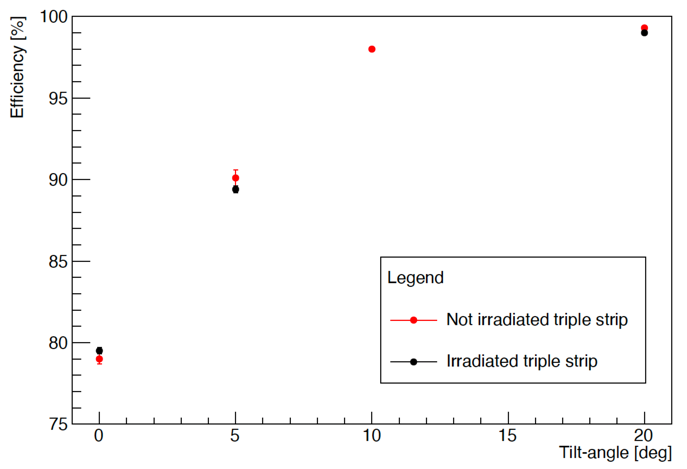 Efficiency [%]
100
95
90
85
80
75
Legend
Not irradiated triple strip
Irradiated triple strip
0 5 10 15 20
Tilt-angle [deg]